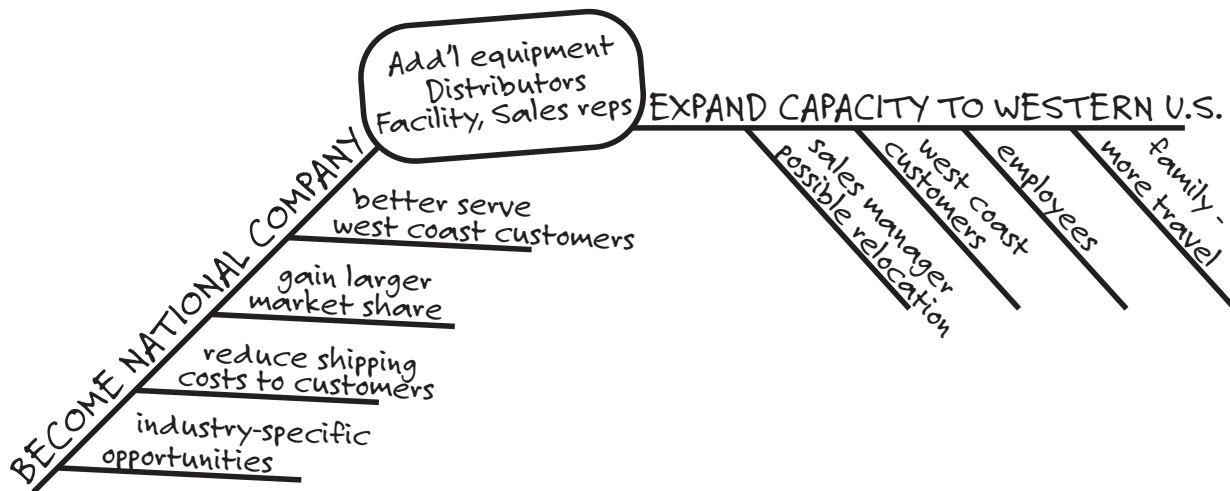 Add'l equipment
Distributors
Facility, Sales reps
EXPAND CAPACITY TO WESTERN U.S.
sales manager
possible relocation
west coast
customers
employees
family -
more travel
BECOME NATIONAL COMPANY
better serve
west coast customers
gain larger
market share
reduce shipping
costs to customers
industry-specific
opportunities